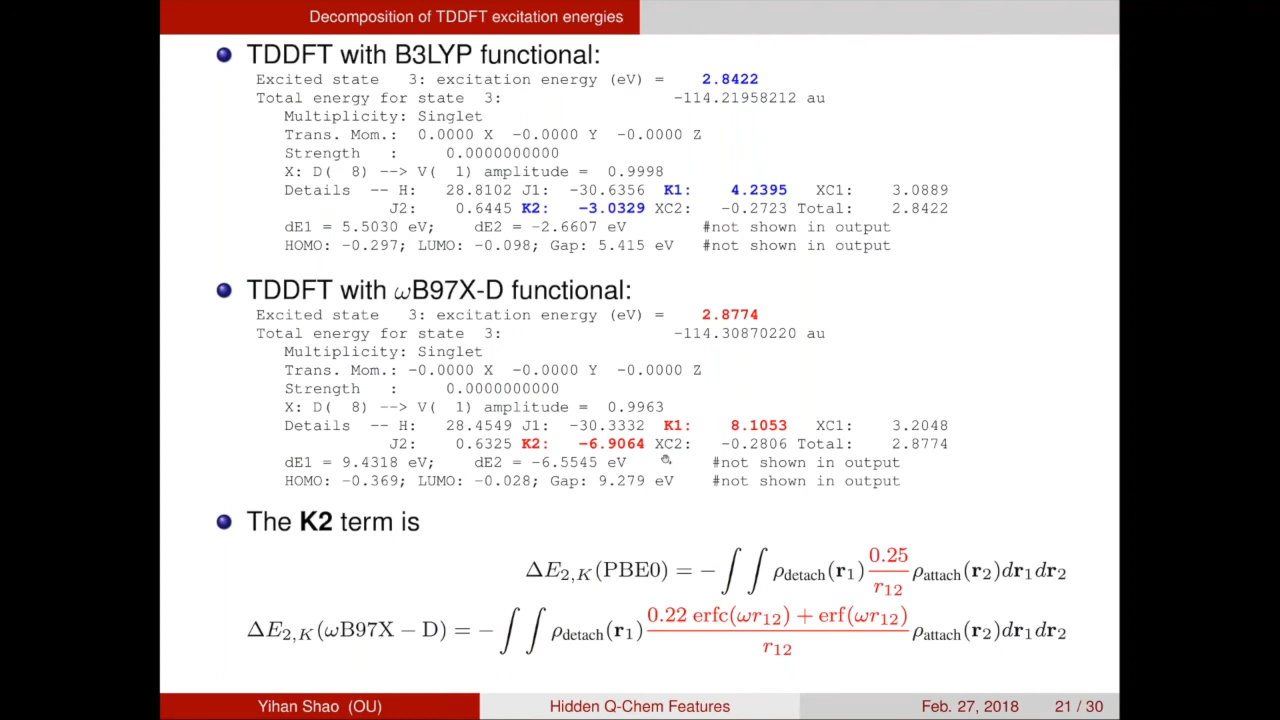 Decomposition of TDDFT excitation energies
TDDFT with B3LYP functional:
Excited state 3: excitation energy (eV) = 2.8422
Total energy for state 3: -114.21958212 au
Multiplicity: Singlet
Trans. Mom.: 0.0000 X -0.0000 Y -0.0000 Z
Strength : 0.0000000000
X: D( 8) --> V( 1) amplitude = 0.9998
Details -- H: 28.8102 J1: -30.6356 K1: 4.2395 XC1: 3.0889
J2: 0.6445 K2: -3.0329 XC2: -0.2723 Total: 2.8422
dE1 = 5.5030 eV; dE2 = -2.6607 eV #not shown in output
HOMO: -0.297; LUMO: -0.098; Gap: 5.415 eV #not shown in output
TDDFT with ωB97X-D functional:
Excited state 3: excitation energy (eV) = 2.8774
Total energy for state 3: -114.30870220 au
Multiplicity: Singlet
Trans. Mom.: -0.0000 X -0.0000 Y -0.0000 Z
Strength : 0.0000000000
X: D( 8) --> V( 1) amplitude = 0.9963
Details -- H: 28.4549 J1: -30.3332 K1: 8.1053 XC1: 3.2048
J2: 0.6325 K2: -6.9064 XC2: -0.2806 Total: 2.8774
dE1 = 9.4318 eV; dE2 = -6.5545 eV #not shown in output
HOMO: -0.369; LUMO: -0.028; Gap: 9.279 eV #not shown in output
The K2 term is
ΔE₂,K(PBE0) = − ∫∫ ρdetach(r₁) 0.25/r₁₂ ρattach(r₂)dr₁dr₂
ΔE₂,K(ωB97X − D) = − ∫∫ ρdetach(r₁) 0.22 erfc(ωr₁₂) + erf(ωr₁₂)/r₁₂ ρattach(r₂)dr₁dr₂
Yihan Shao (OU) Hidden Q-Chem Features Feb. 27, 2018 21 / 30